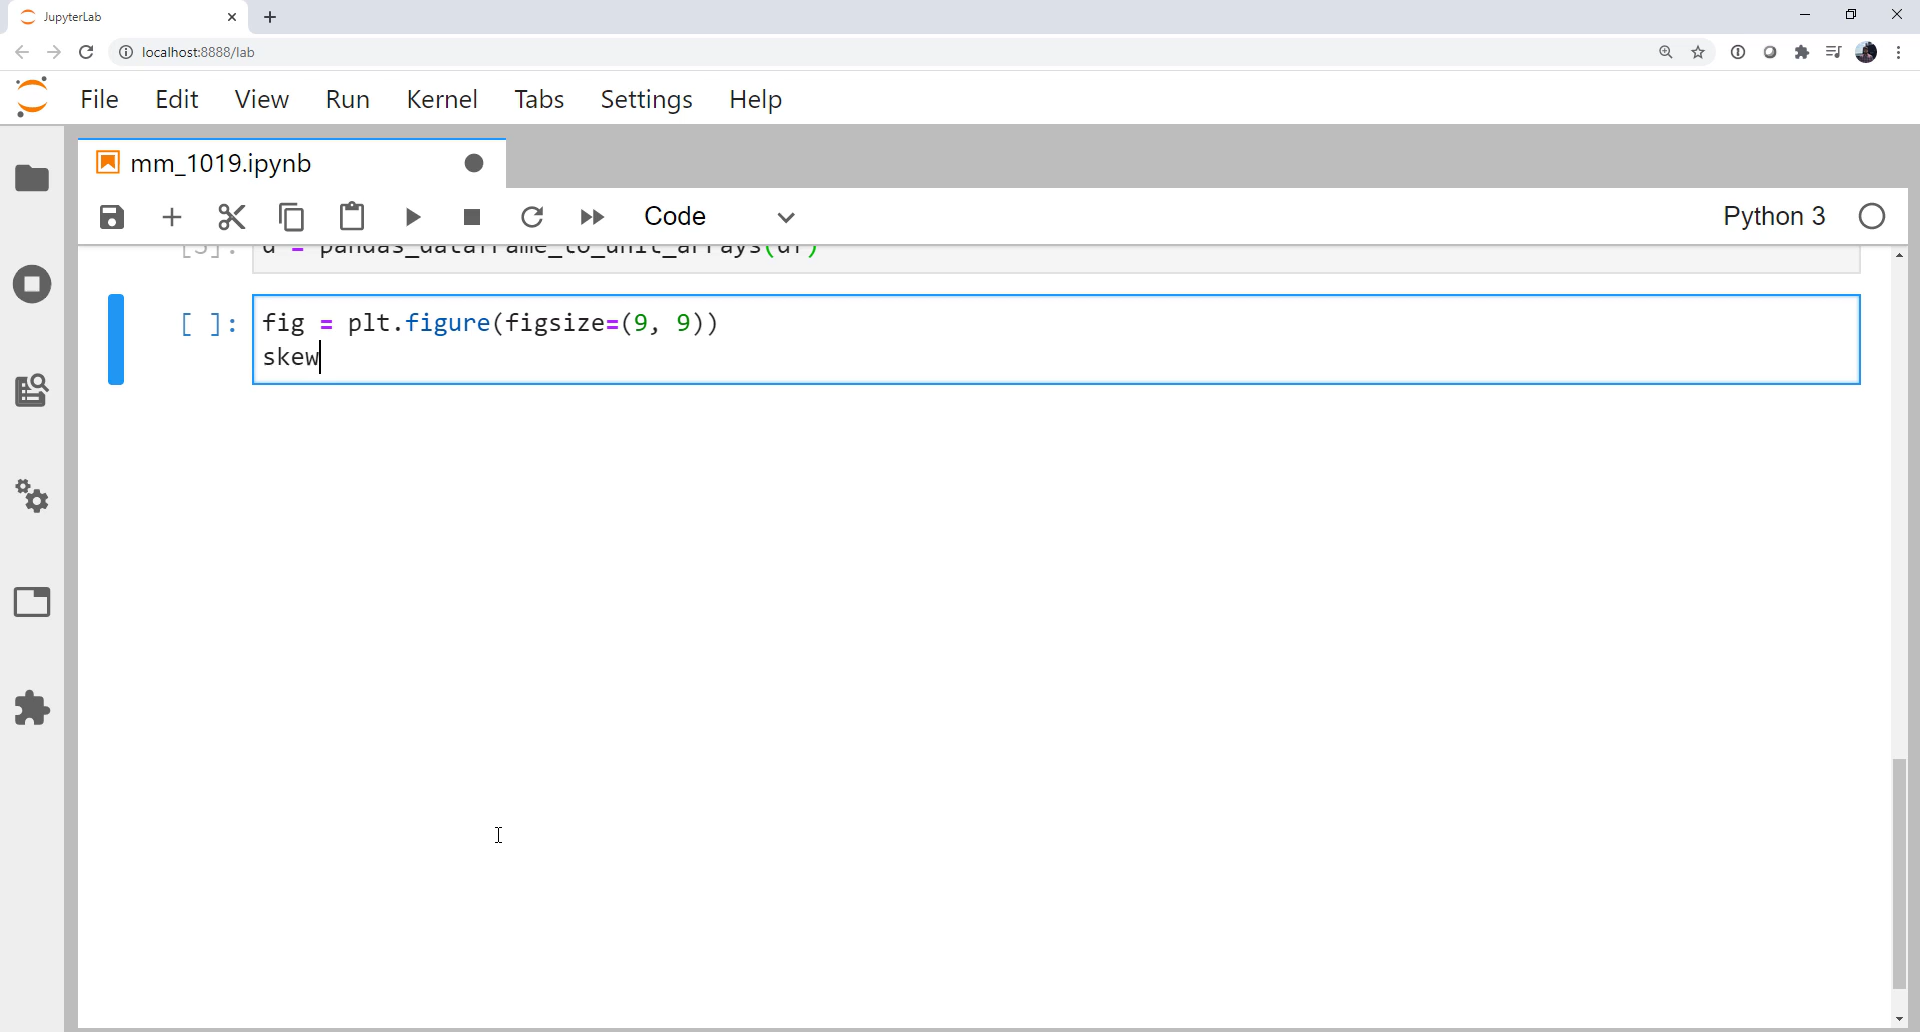 JupyterLab
localhost:8888/lab
File Edit View Run Kernel Tabs Settings Help
mm_1019.ipynb
Code Python 3
d = pandas_dataframe_to_unit_arrays(df)
[ ]: fig = plt.figure(figsize=(9, 9))
skew